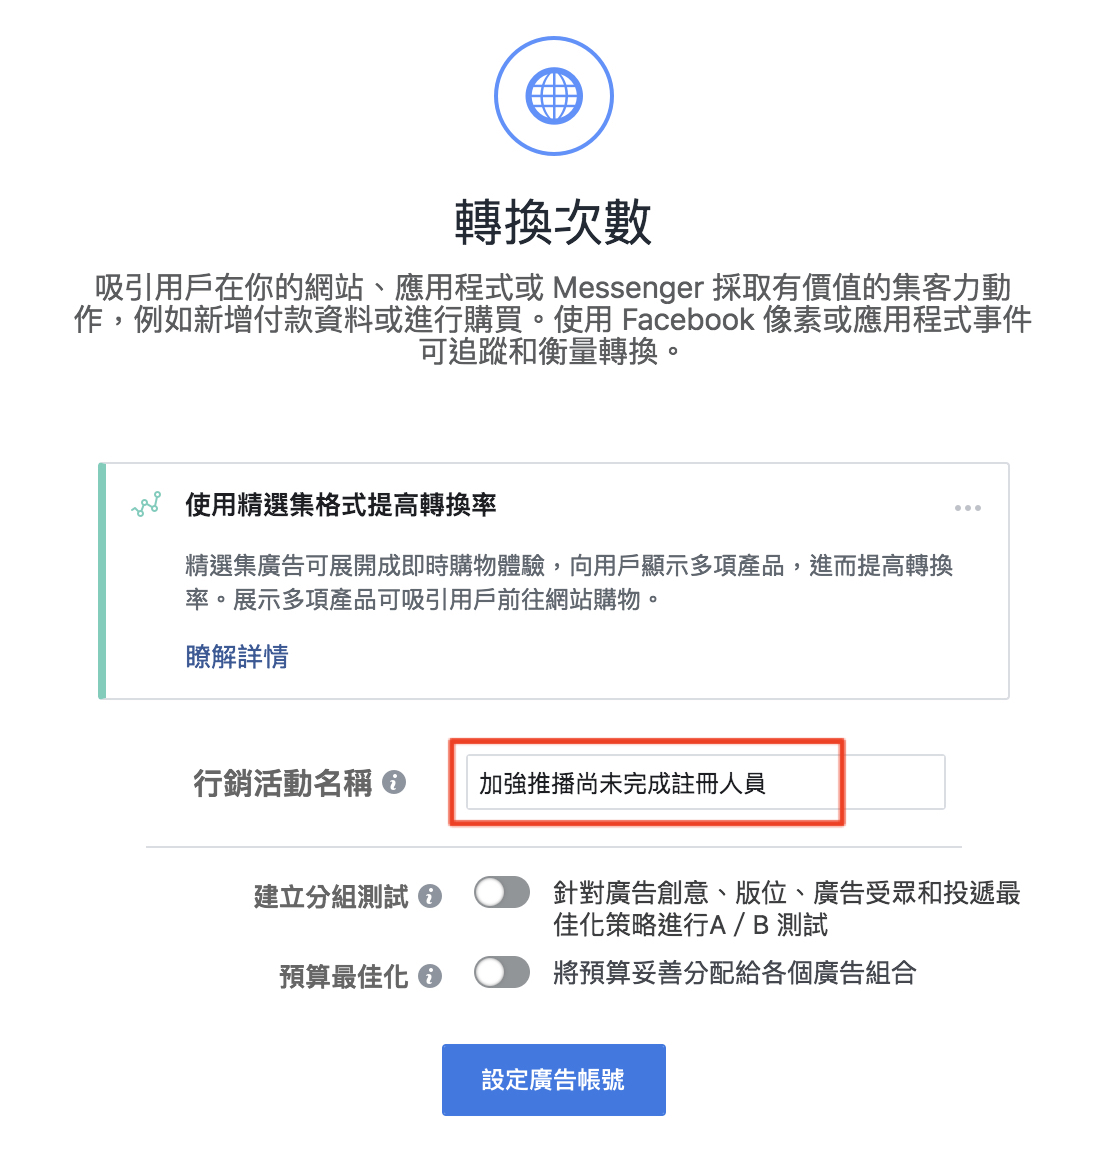 轉換次數
吸引用戶在你的網站、應用程式或 Messenger 採取有價值的集客力動
作，例如新增付款資料或進行購買。使用 Facebook 像素或應用程式事件
可追蹤和衡量轉換。
使用精選集格式提高轉換率
精選集廣告可展開成即時購物體驗，向用戶顯示多項產品，進而提高轉換
率。展示多項產品可吸引用戶前往網站購物。
瞭解詳情
行銷活動名稱
加強推播尚未完成註冊人員
建立分組測試
針對廣告創意、版位、廣告受眾和投遞最
佳化策略進行A / B 測試
預算最佳化
將預算妥善分配給各個廣告組合
設定廣告帳號